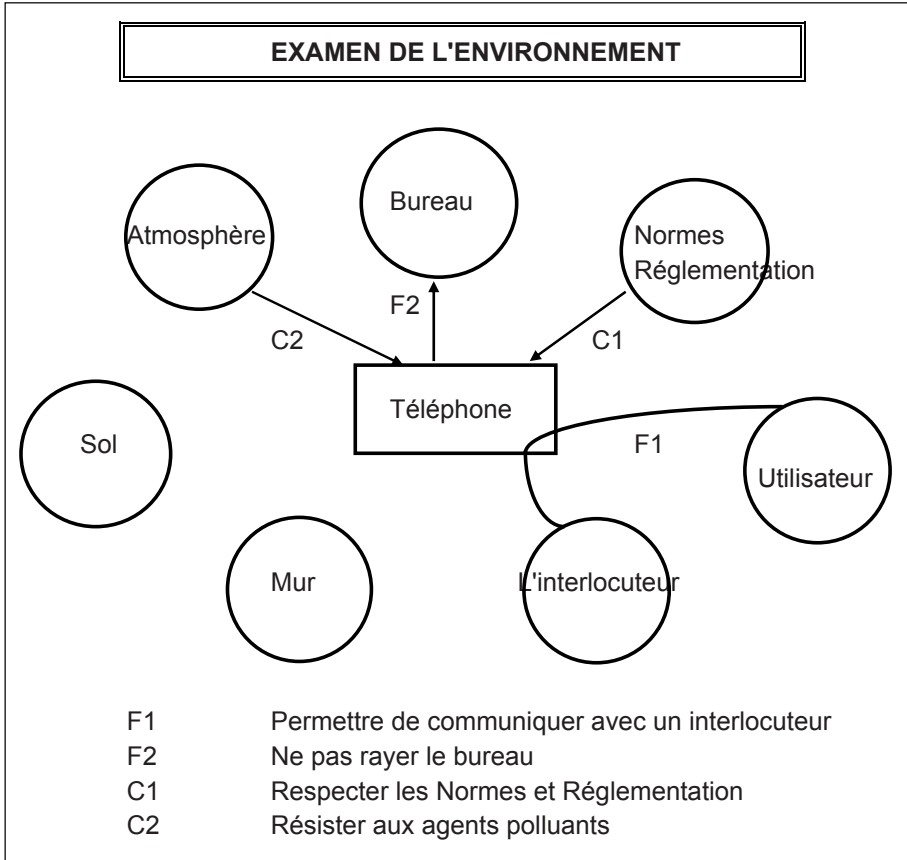 EXAMEN DE L'ENVIRONNEMENT
Bureau
Atmosphère
Normes
Réglementation
F2
C2
C1
Téléphone
Sol
F1
Utilisateur
Mur
L'interlocuteur
F1 Permettre de communiquer avec un interlocuteur
F2 Ne pas rayer le bureau
C1 Respecter les Normes et Réglementation
C2 Résister aux agents polluants